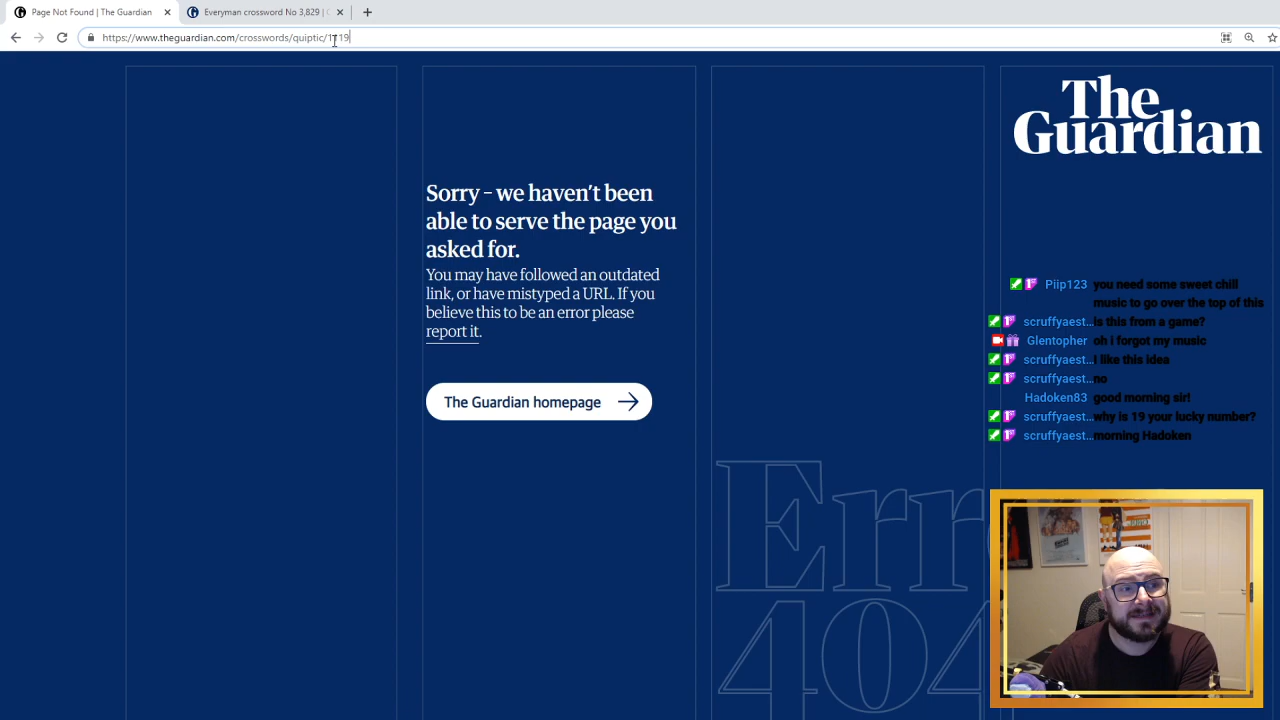 Page Not Found | The Guardian
Everyman crossword No 3,829 |
https://www.theguardian.com/crosswords/quiptic/1119
The
Guardian
Sorry – we haven't been
able to serve the page you
asked for.
You may have followed an outdated
link, or have mistyped a URL. If you
believe this to be an error please
report it.
The Guardian homepage
Piip123 you need some sweet chill
music to go over the top of this
scruffyaest… is this from a game?
Glentopher oh i forgot my music
scruffyaest… I like this idea
scruffyaest… no
Hadoken83 good morning sir!
scruffyaest… why is 19 your lucky number?
scruffyaest… morning Hadoken
Err
404